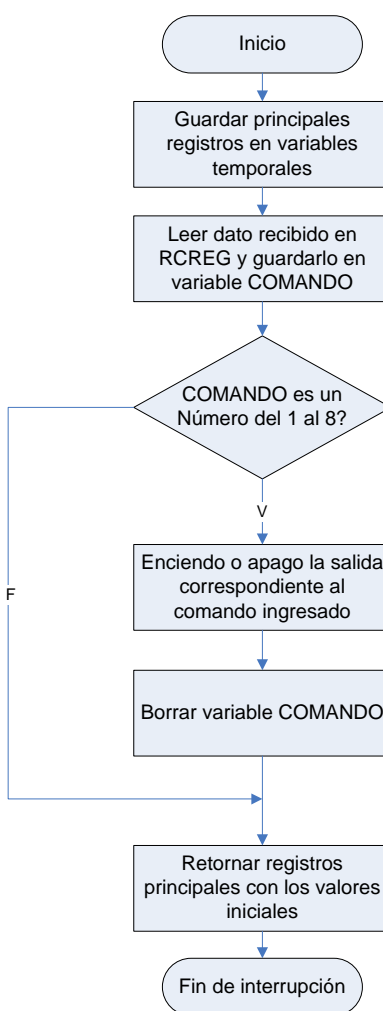 Inicio
Guardar principales
registros en variables
temporales
Leer dato recibido en
RCREG y guardarlo en
variable COMANDO
COMANDO es un
Número del 1 al 8?
V
Enciendo o apago la salida
correspondiente al
comando ingresado
F
Borrar variable COMANDO
Retornar registros
principales con los valores
iniciales
Fin de interrupción